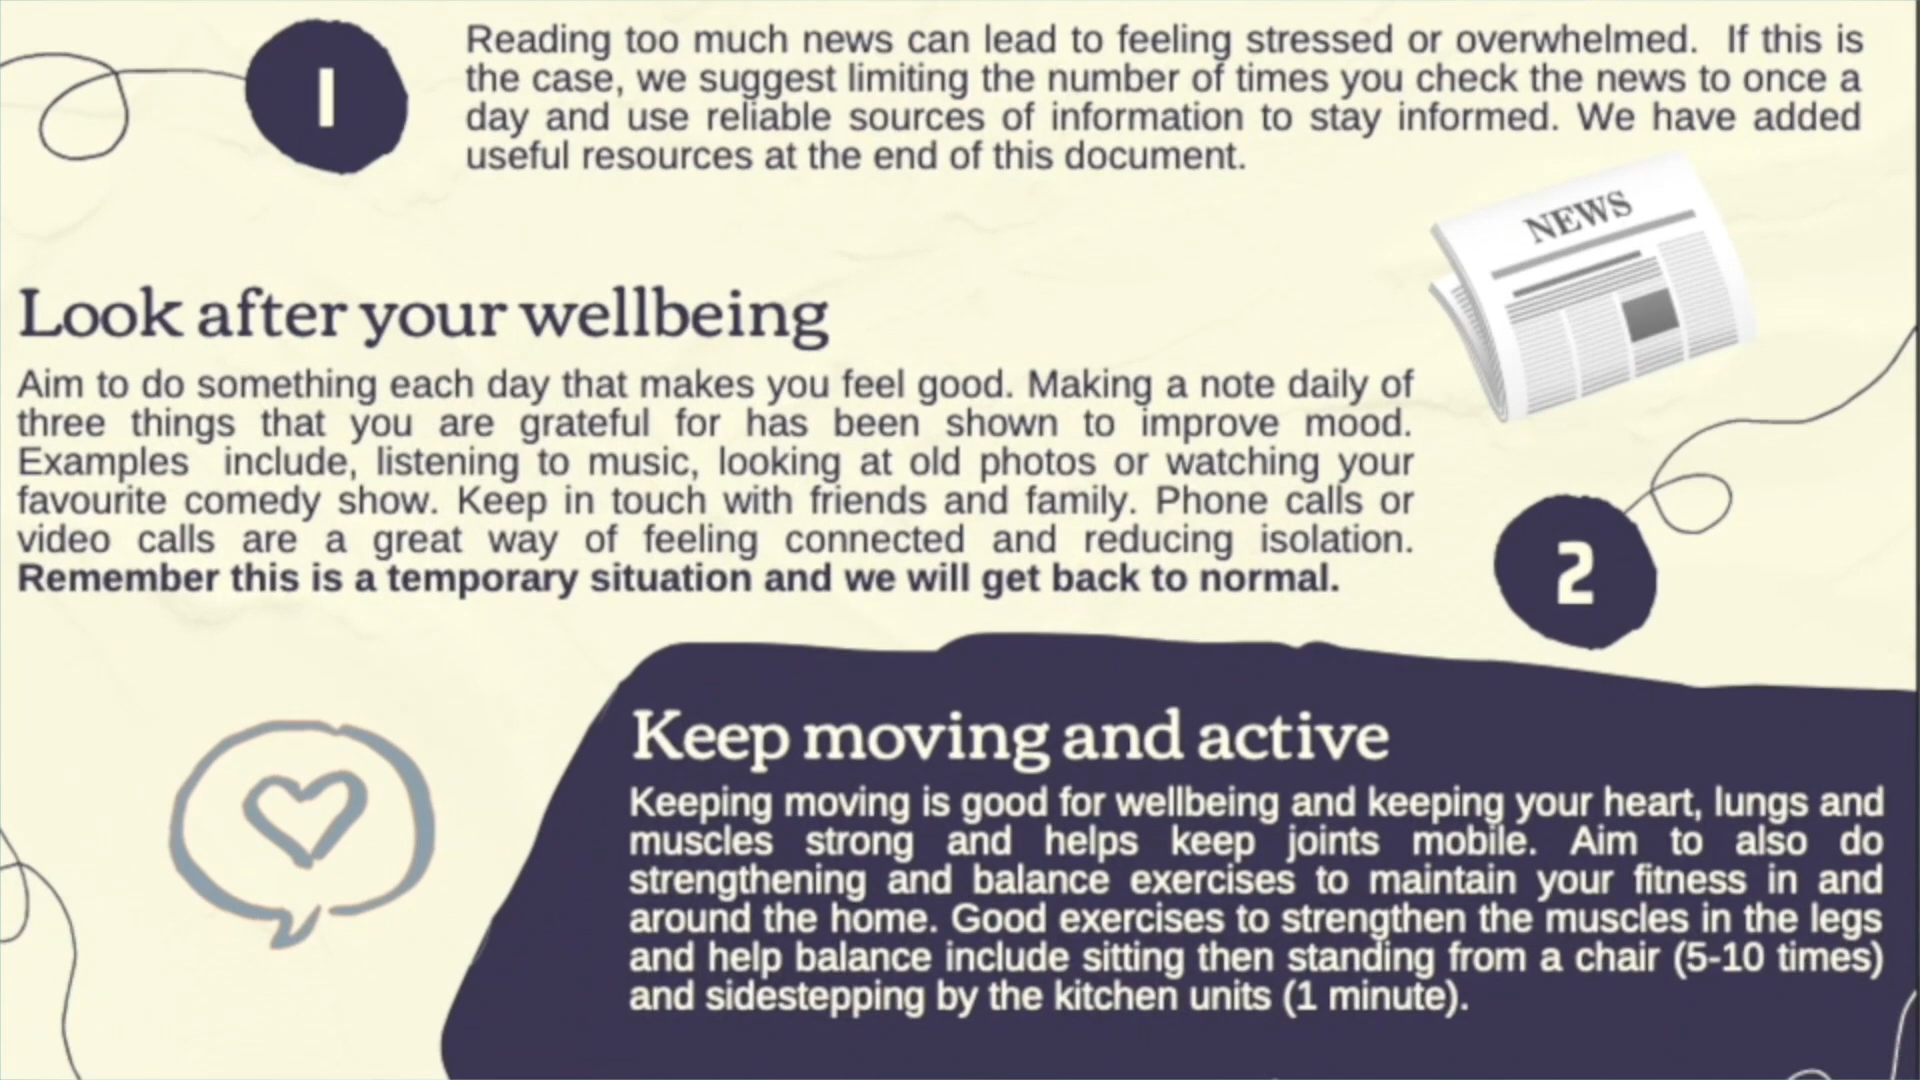 1
Reading too much news can lead to feeling stressed or overwhelmed. If this is
the case, we suggest limiting the number of times you check the news to once a
day and use reliable sources of information to stay informed. We have added
useful resources at the end of this document.
NEWS
Look after your wellbeing
Aim to do something each day that makes you feel good. Making a note daily of
three things that you are grateful for has been shown to improve mood.
Examples include, listening to music, looking at old photos or watching your
favourite comedy show. Keep in touch with friends and family. Phone calls or
video calls are a great way of feeling connected and reducing isolation.
Remember this is a temporary situation and we will get back to normal.
2
Keep moving and active
Keeping moving is good for wellbeing and keeping your heart, lungs and
muscles strong and helps keep joints mobile. Aim to also do
strengthening and balance exercises to maintain your fitness in and
around the home. Good exercises to strengthen the muscles in the legs
and help balance include sitting then standing from a chair (5-10 times)
and sidestepping by the kitchen units (1 minute).